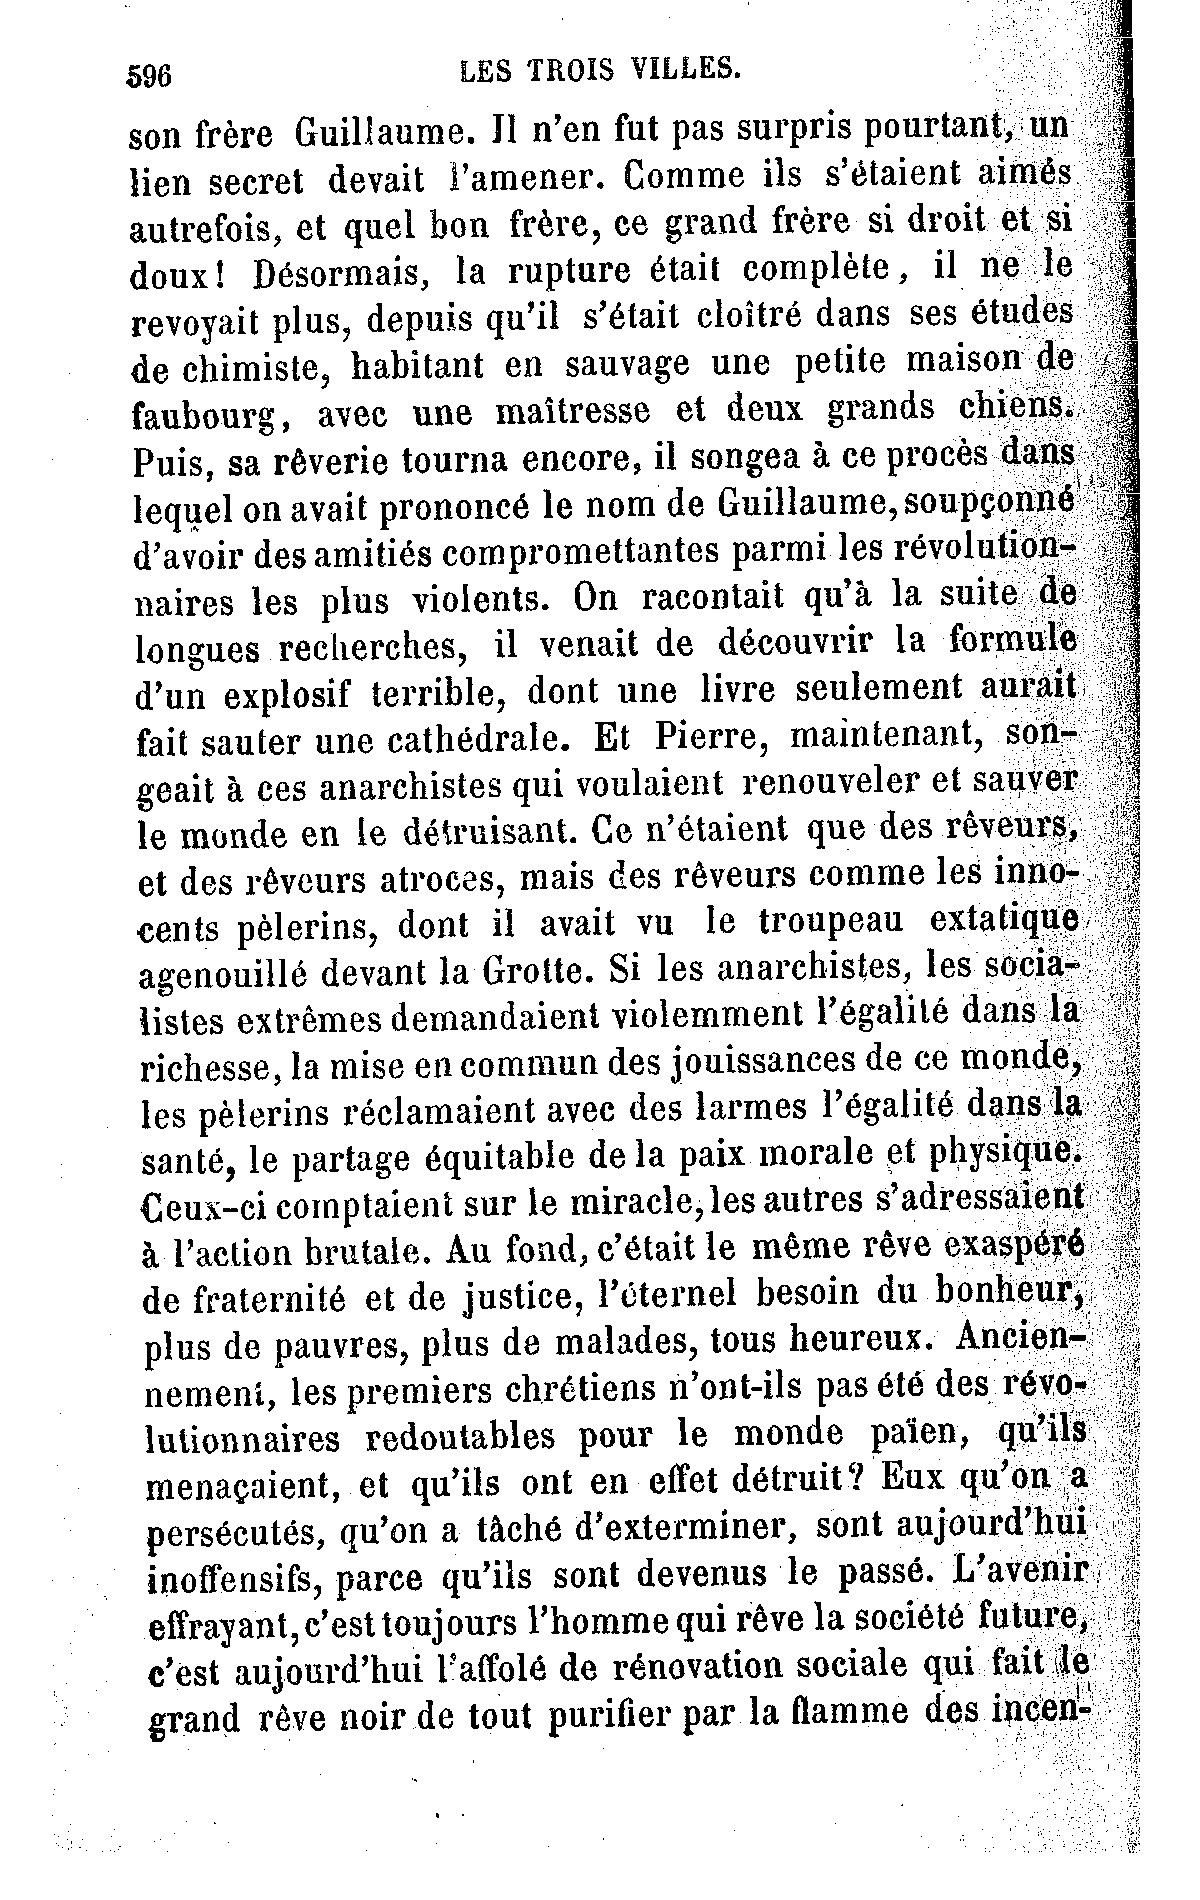 596 LES TROIS VILLES.
son frère Guillaume. Il n'en fut pas surpris pourtant, un
lien secret devait l'amener. Comme ils s'étaient aimés
autrefois, et quel bon frère, ce grand frère si droit et si
doux! Désormais, la rupture était complète, il ne le
revoyait plus, depuis qu'il s'était cloîtré dans ses études
de chimiste, habitant en sauvage une petite maison de
faubourg, avec une maîtresse et deux grands chiens.
Puis, sa rêverie tourna encore, il songea à ce procès dans
lequel on avait prononcé le nom de Guillaume, soupçonné
d'avoir des amitiés compromettantes parmi les révolution-
naires les plus violents. On racontait qu'à la suite de
longues recherches, il venait de découvrir la formule
d'un explosif terrible, dont une livre seulement aurait
fait sauter une cathédrale. Et Pierre, maintenant, son-
geait à ces anarchistes qui voulaient renouveler et sauver
le monde en le détruisant. Ce n'étaient que des rêveurs,
et des rêveurs atroces, mais des rêveurs comme les inno-
cents pèlerins, dont il avait vu le troupeau extatique
agenouillé devant la Grotte. Si les anarchistes, les socia-
listes extrêmes demandaient violemment l'égalité dans la
richesse, la mise en commun des jouissances de ce monde,
les pèlerins réclamaient avec des larmes l'égalité dans la
santé, le partage équitable de la paix morale et physique.
Ceux-ci comptaient sur le miracle, les autres s'adressaient
à l'action brutale. Au fond, c'était le même rêve exaspéré
de fraternité et de justice, l'éternel besoin du bonheur,
plus de pauvres, plus de malades, tous heureux. Ancien-
nement, les premiers chrétiens n'ont-ils pas été des révo-
lutionnaires redoutables pour le monde païen, qu'ils
menaçaient, et qu'ils ont en effet détruit? Eux qu'on a
persécutés, qu'on a tâché d'exterminer, sont aujourd'hui
inoffensifs, parce qu'ils sont devenus le passé. L'avenir
effrayant, c'est toujours l'homme qui rêve la société future,
c'est aujourd'hui l'affolé de rénovation sociale qui fait le
grand rêve noir de tout purifier par la flamme des incen-